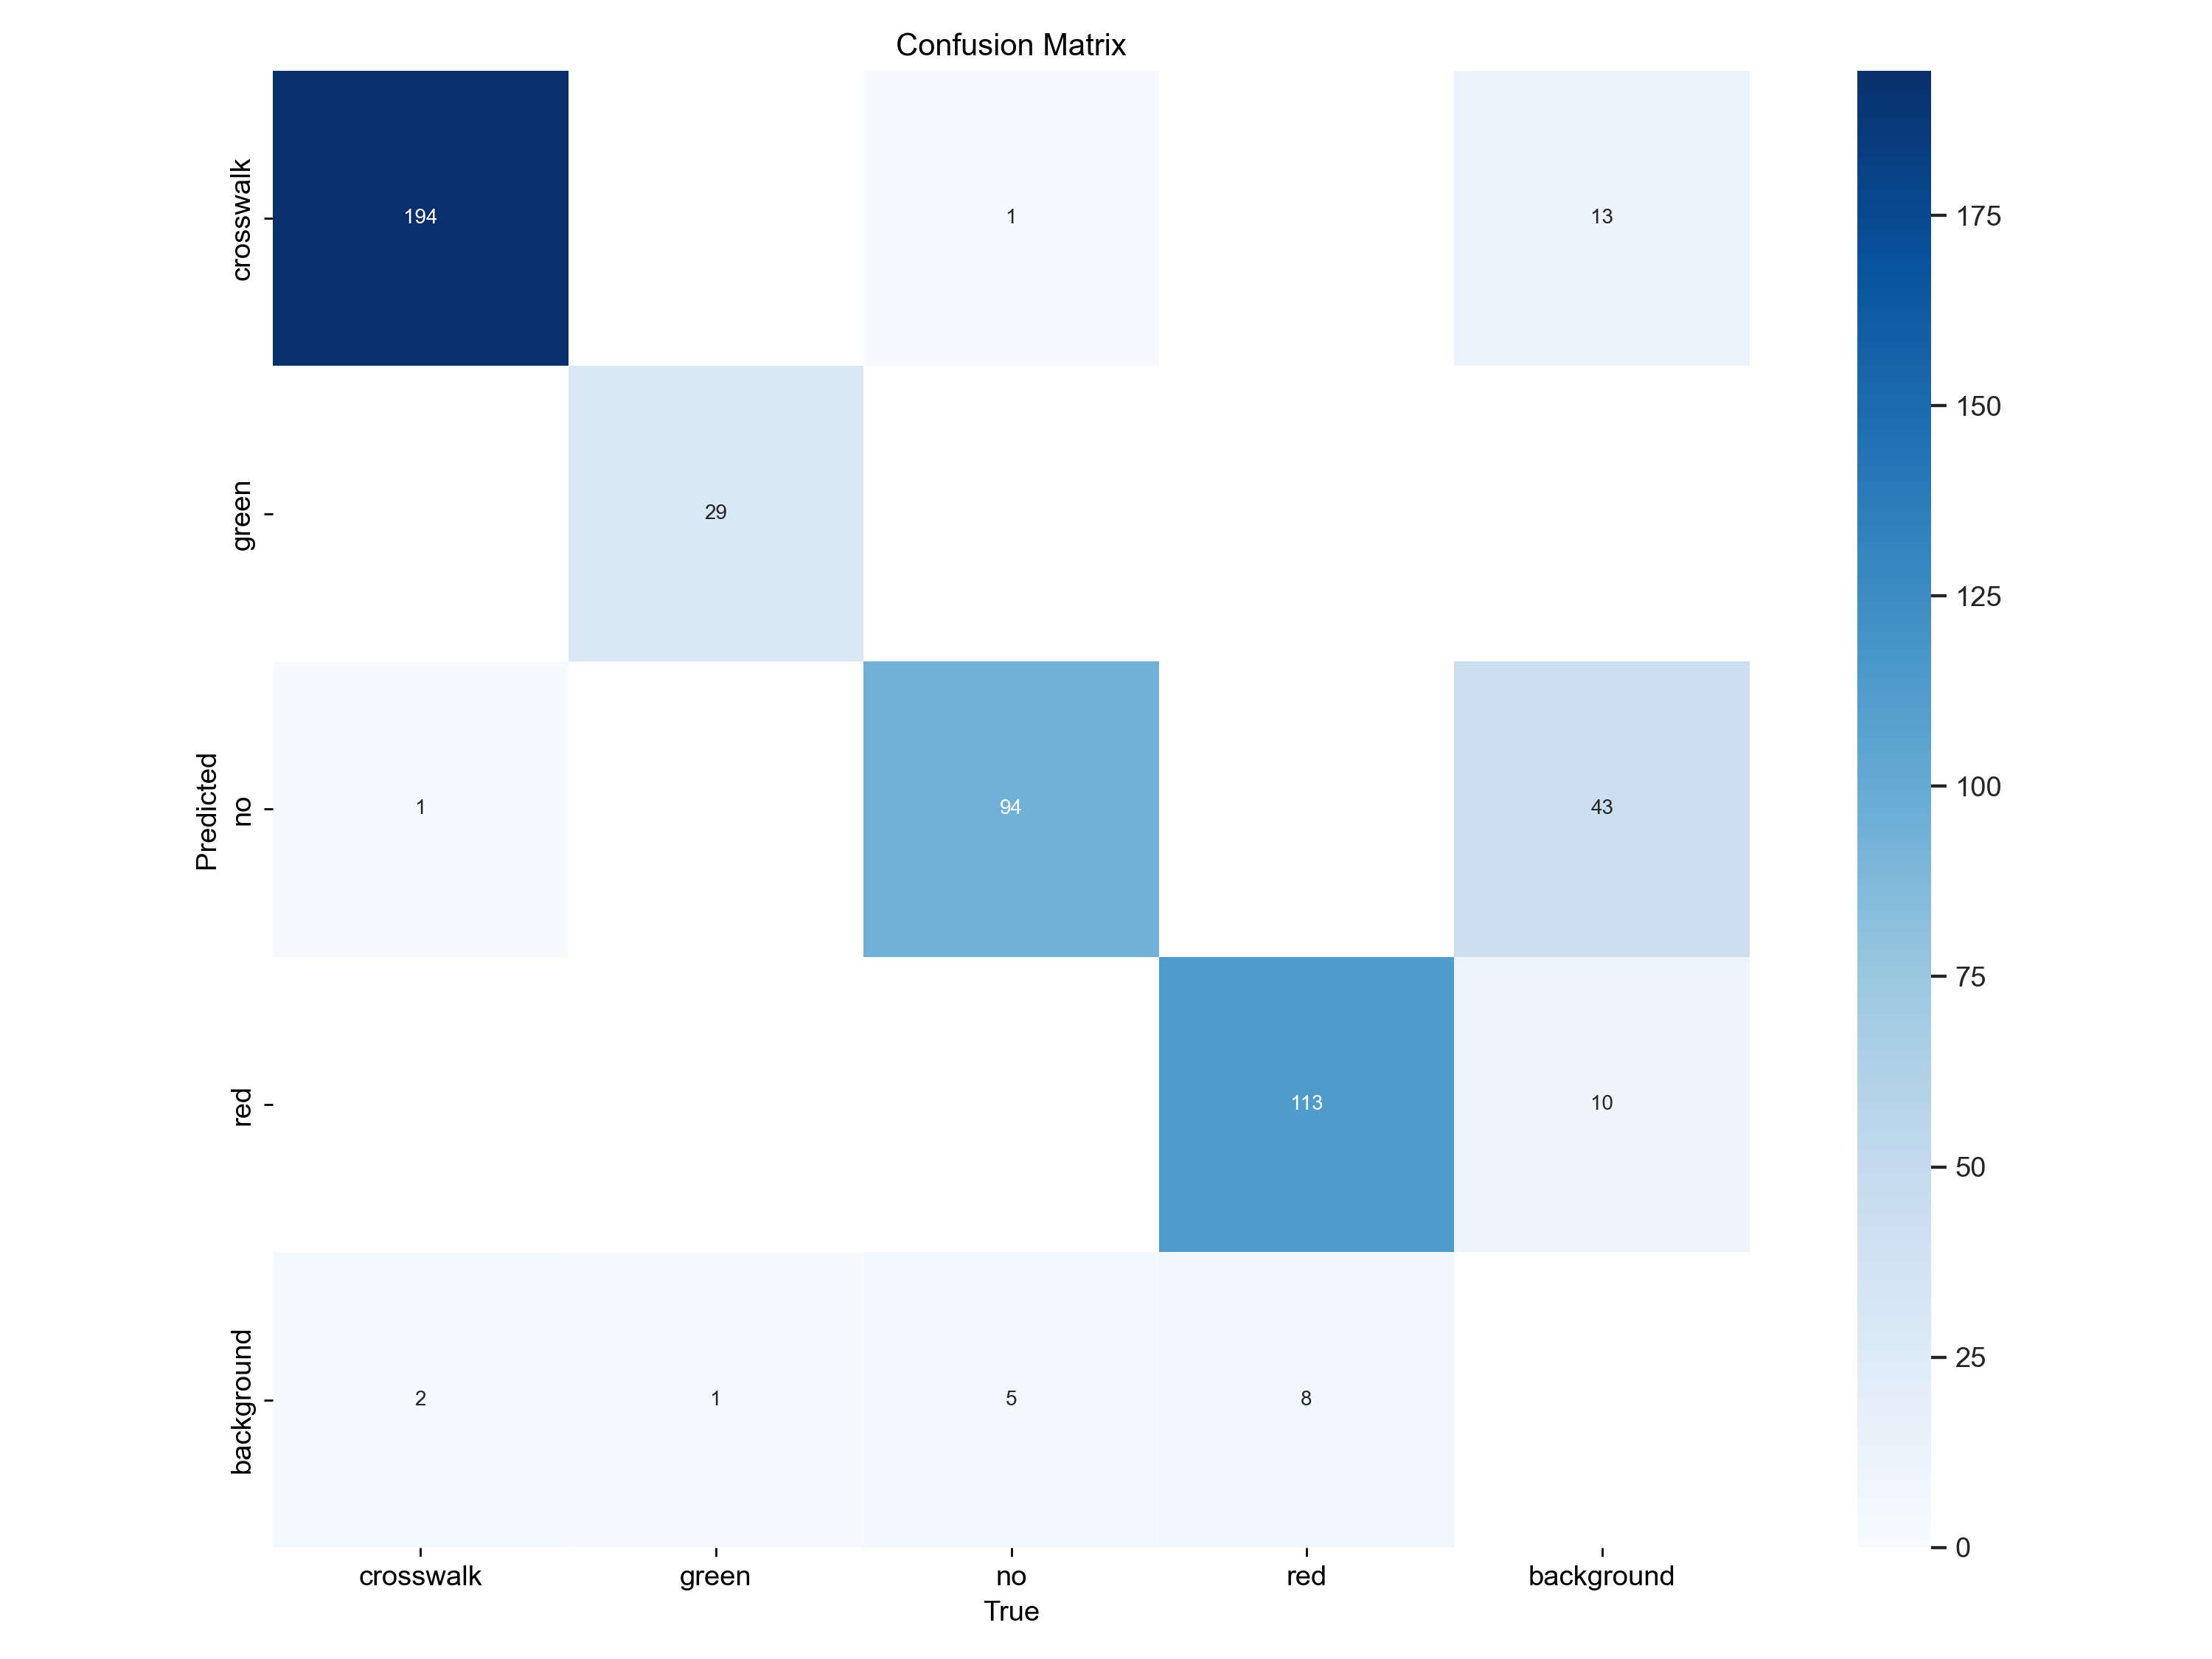 Confusion Matrix
crosswalk
194
1
13
175
150
green
29
125
100
Predicted
no
1
94
43
75
red
113
10
50
25
background
2
1
5
8
0
crosswalk
green
no
red
background
True